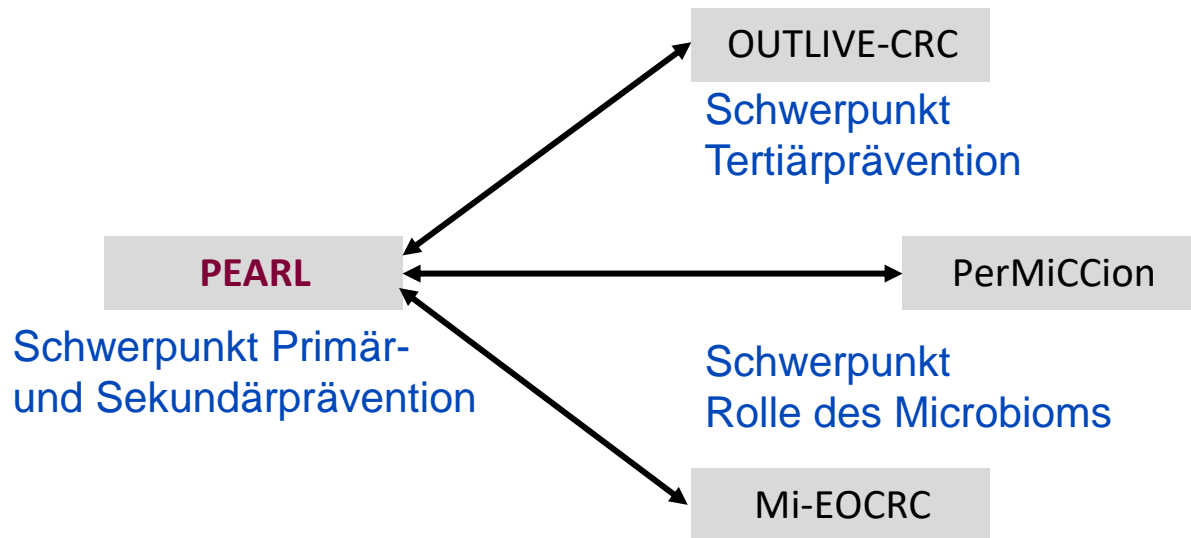 OUTLIVE-CRC
Schwerpunkt
Tertiärprävention
PEARL
Schwerpunkt Primär-
und Sekundärprävention
PerMiCCion
Schwerpunkt
Rolle des Microbioms
Mi-EOCRC